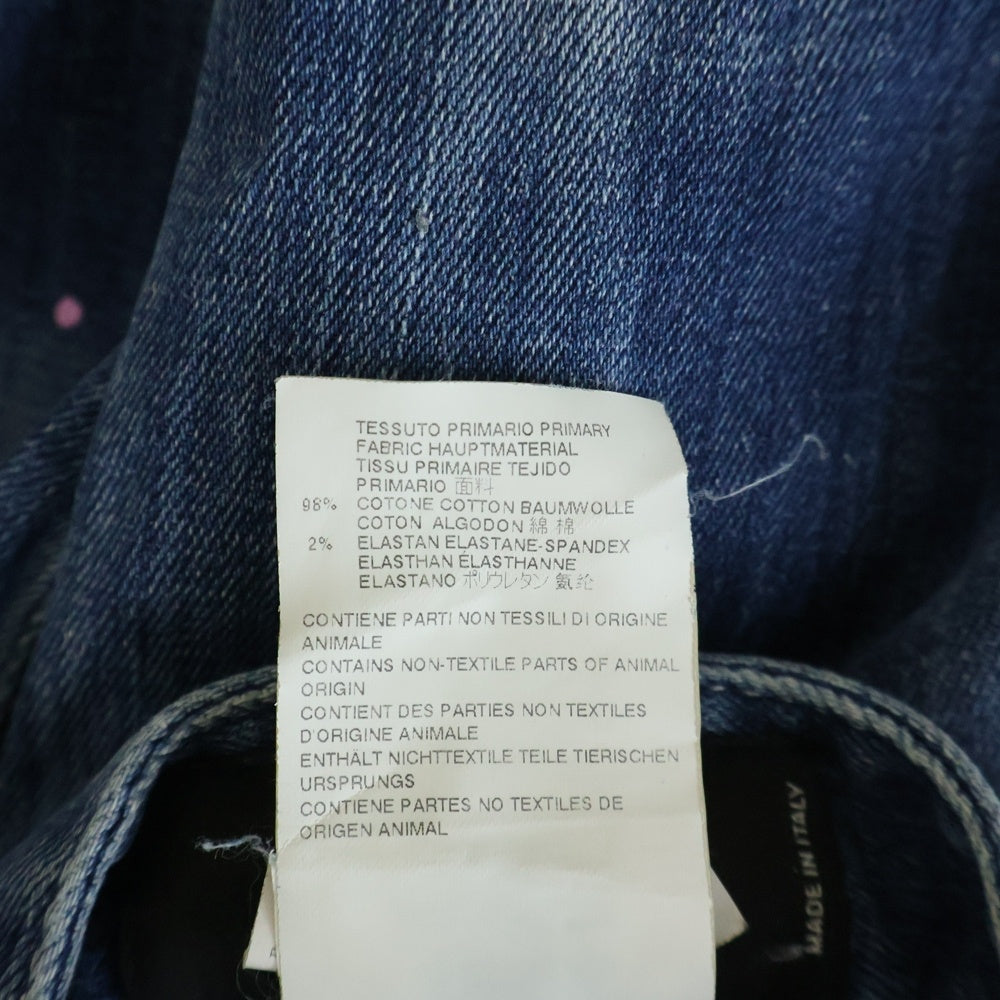 TESSUTO PRIMARIO PRIMARY
FABRIC HAUPTMATERIAL
TISSU PRIMAIRE TEJIDO
PRIMARIO 面料
98% COTONE COTTON BAUMWOLLE
COTON ALGODON 綿 棉
2% ELASTAN ELASTANE-SPANDEX
ELASTHAN ÉLASTHANNE
ELASTANO ポリウレタン 氨纶
CONTIENE PARTI NON TESSILI DI ORIGINE
ANIMALE
CONTAINS NON-TEXTILE PARTS OF ANIMAL
ORIGIN
CONTIENT DES PARTIES NON TEXTILES
D'ORIGINE ANIMALE
ENTHÄLT NICHTTEXTILE TEILE TIERISCHEN
URSPRUNGS
CONTIENE PARTES NO TEXTILES DE
ORIGEN ANIMAL
MADE IN ITALY